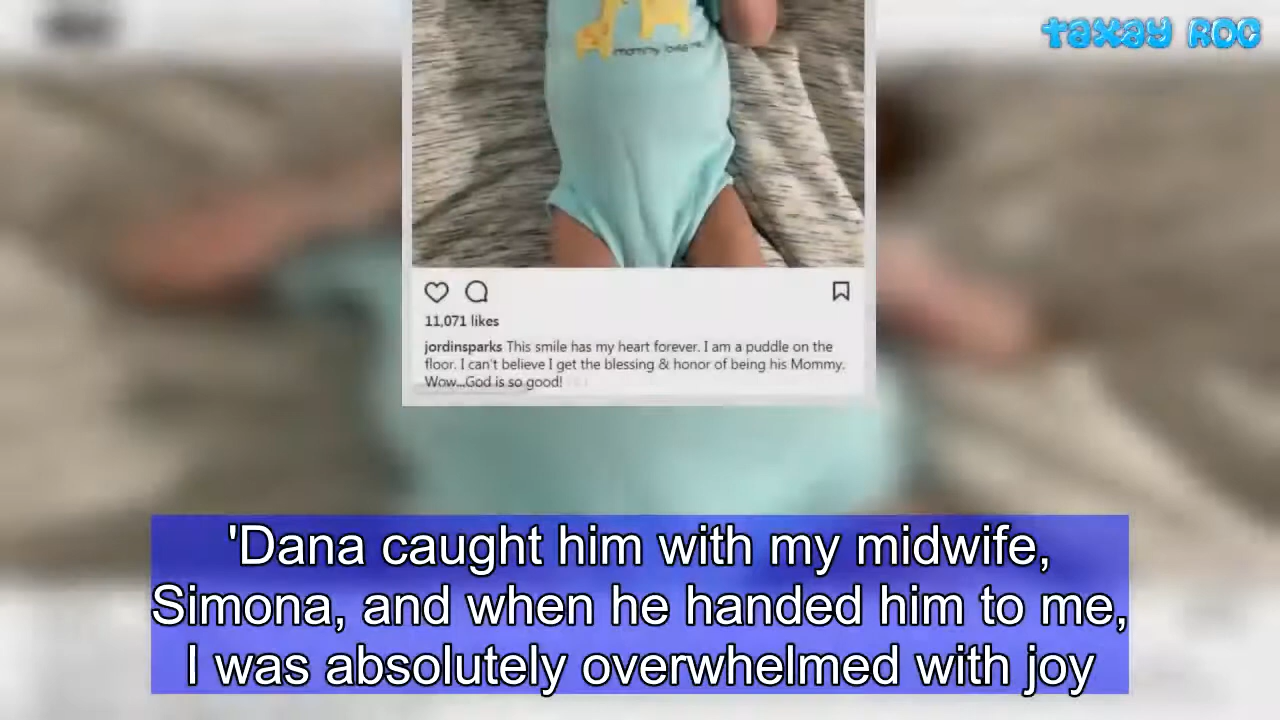 taxay ROC
mommy loves me
11,071 likes
jordinsparks This smile has my heart forever. I am a puddle on the
floor. I can't believe I get the blessing & honor of being his Mommy.
Wow...God is so good!
'Dana caught him with my midwife,
Simona, and when he handed him to me,
I was absolutely overwhelmed with joy